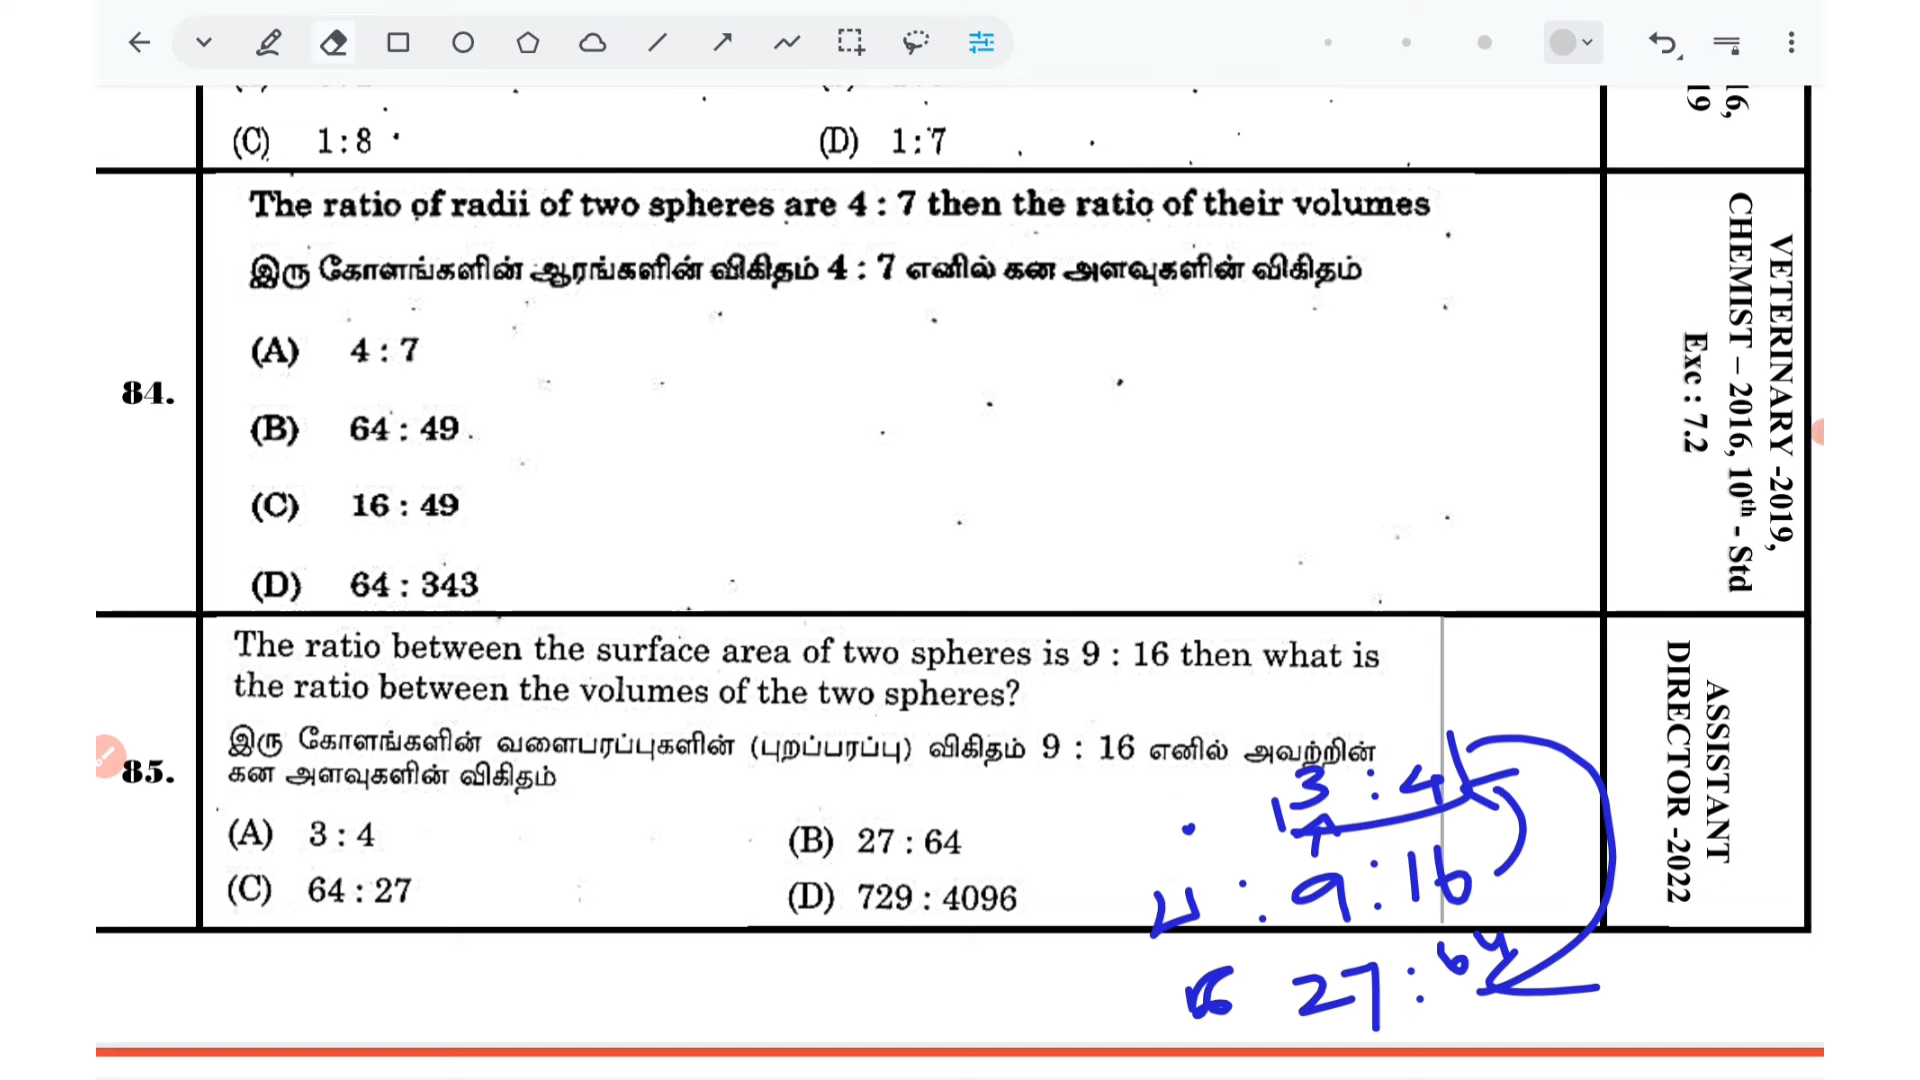 (C) 1 : 8
(D) 1 : 7
16,
19
84.
The ratio of radii of two spheres are 4 : 7 then the ratio of their volumes
இரு கோளங்களின் ஆரங்களின் விகிதம் 4 : 7 எனில் கன அளவுகளின் விகிதம்
(A) 4 : 7
(B) 64 : 49
(C) 16 : 49
(D) 64 : 343
VETERINARY -2019,
CHEMIST – 2016, 10th - Std
Exc : 7.2
85.
The ratio between the surface area of two spheres is 9 : 16 then what is
the ratio between the volumes of the two spheres?
இரு கோளங்களின் வளைபரப்புகளின் (புறப்பரப்பு) விகிதம் 9 : 16 எனில் அவற்றின்
கன அளவுகளின் விகிதம்
(A) 3 : 4
(B) 27 : 64
(C) 64 : 27
(D) 729 : 4096
ASSISTANT
DIRECTOR -2022
3 : 4
9 : 16
27 : 64